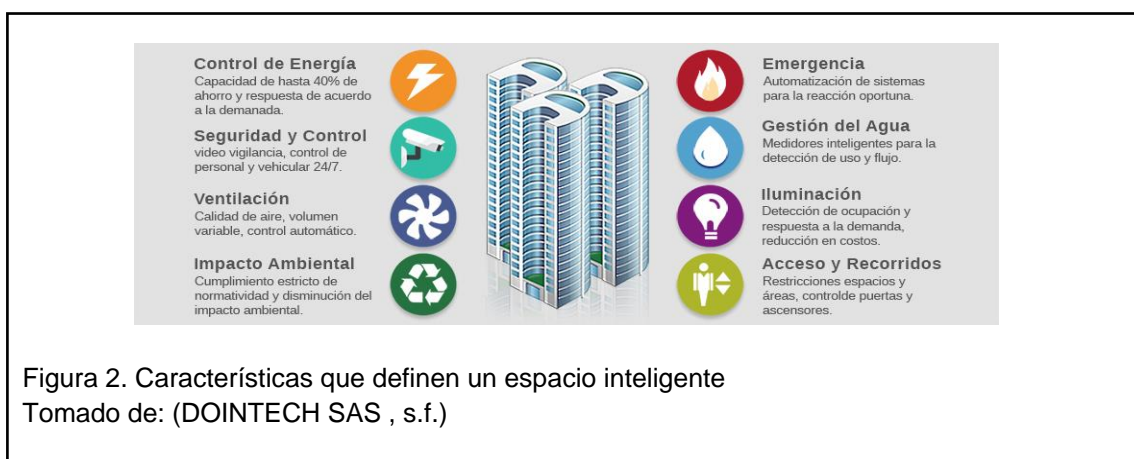 Control de Energía
Capacidad de hasta 40% de
ahorro y respuesta de acuerdo
a la demanada.
Seguridad y Control
video vigilancia, control de
personal y vehicular 24/7.
Ventilación
Calidad de aire, volumen
variable, control automático.
Impacto Ambiental
Cumplimiento estricto de
normatividad y disminución del
impacto ambiental.
Emergencia
Automatización de sistemas
para la reacción oportuna.
Gestión del Agua
Medidores inteligentes para la
detección de uso y flujo.
Iluminación
Detección de ocupación y
respuesta a la demanda,
reducción en costos.
Acceso y Recorridos
Restricciones espacios y
áreas, controlde puertas y
ascensores.
Figura 2. Características que definen un espacio inteligente
Tomado de: (DOINTECH SAS , s.f.)